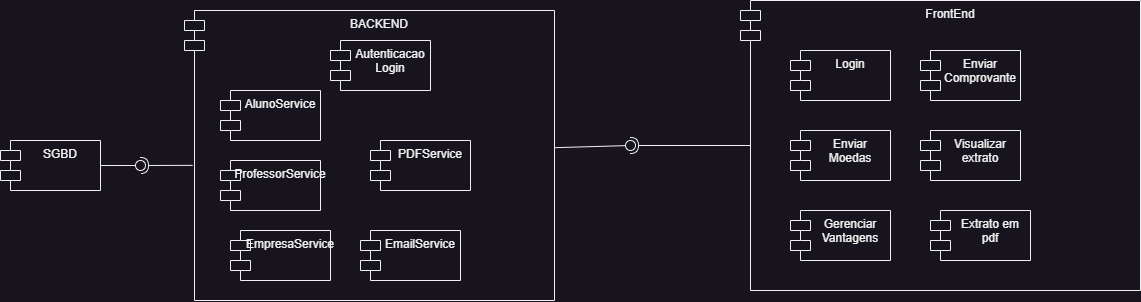 BACKEND
Autenticacao
Login
AlunoService
SGBD
PDFService
ProfessorService
EmpresaService
EmailService
FrontEnd
Login
Enviar
Comprovante
Enviar
Moedas
Visualizar
extrato
Gerenciar
Vantagens
Extrato em
pdf